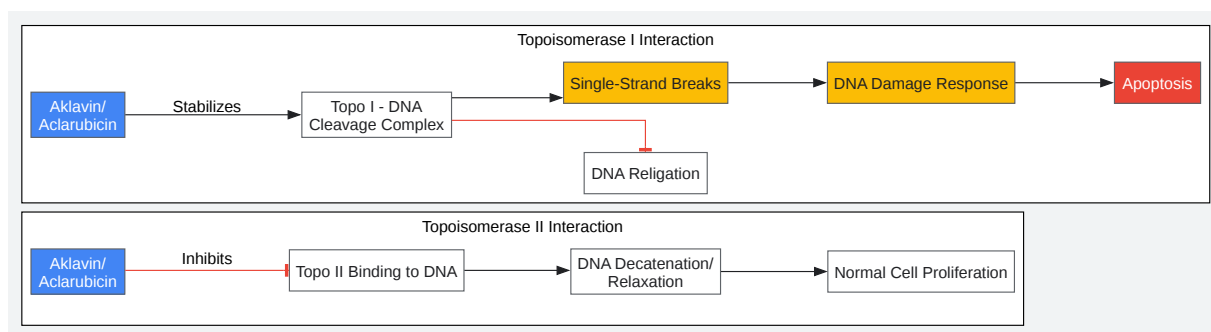 Topoisomerase I Interaction
Aklavin/
Aclarubicin
Stabilizes
Topo I - DNA
Cleavage Complex
Single-Strand Breaks
DNA Damage Response
Apoptosis
DNA Religation
Topoisomerase II Interaction
Aklavin/
Aclarubicin
Inhibits
Topo II Binding to DNA
DNA Decatenation/
Relaxation
Normal Cell Proliferation